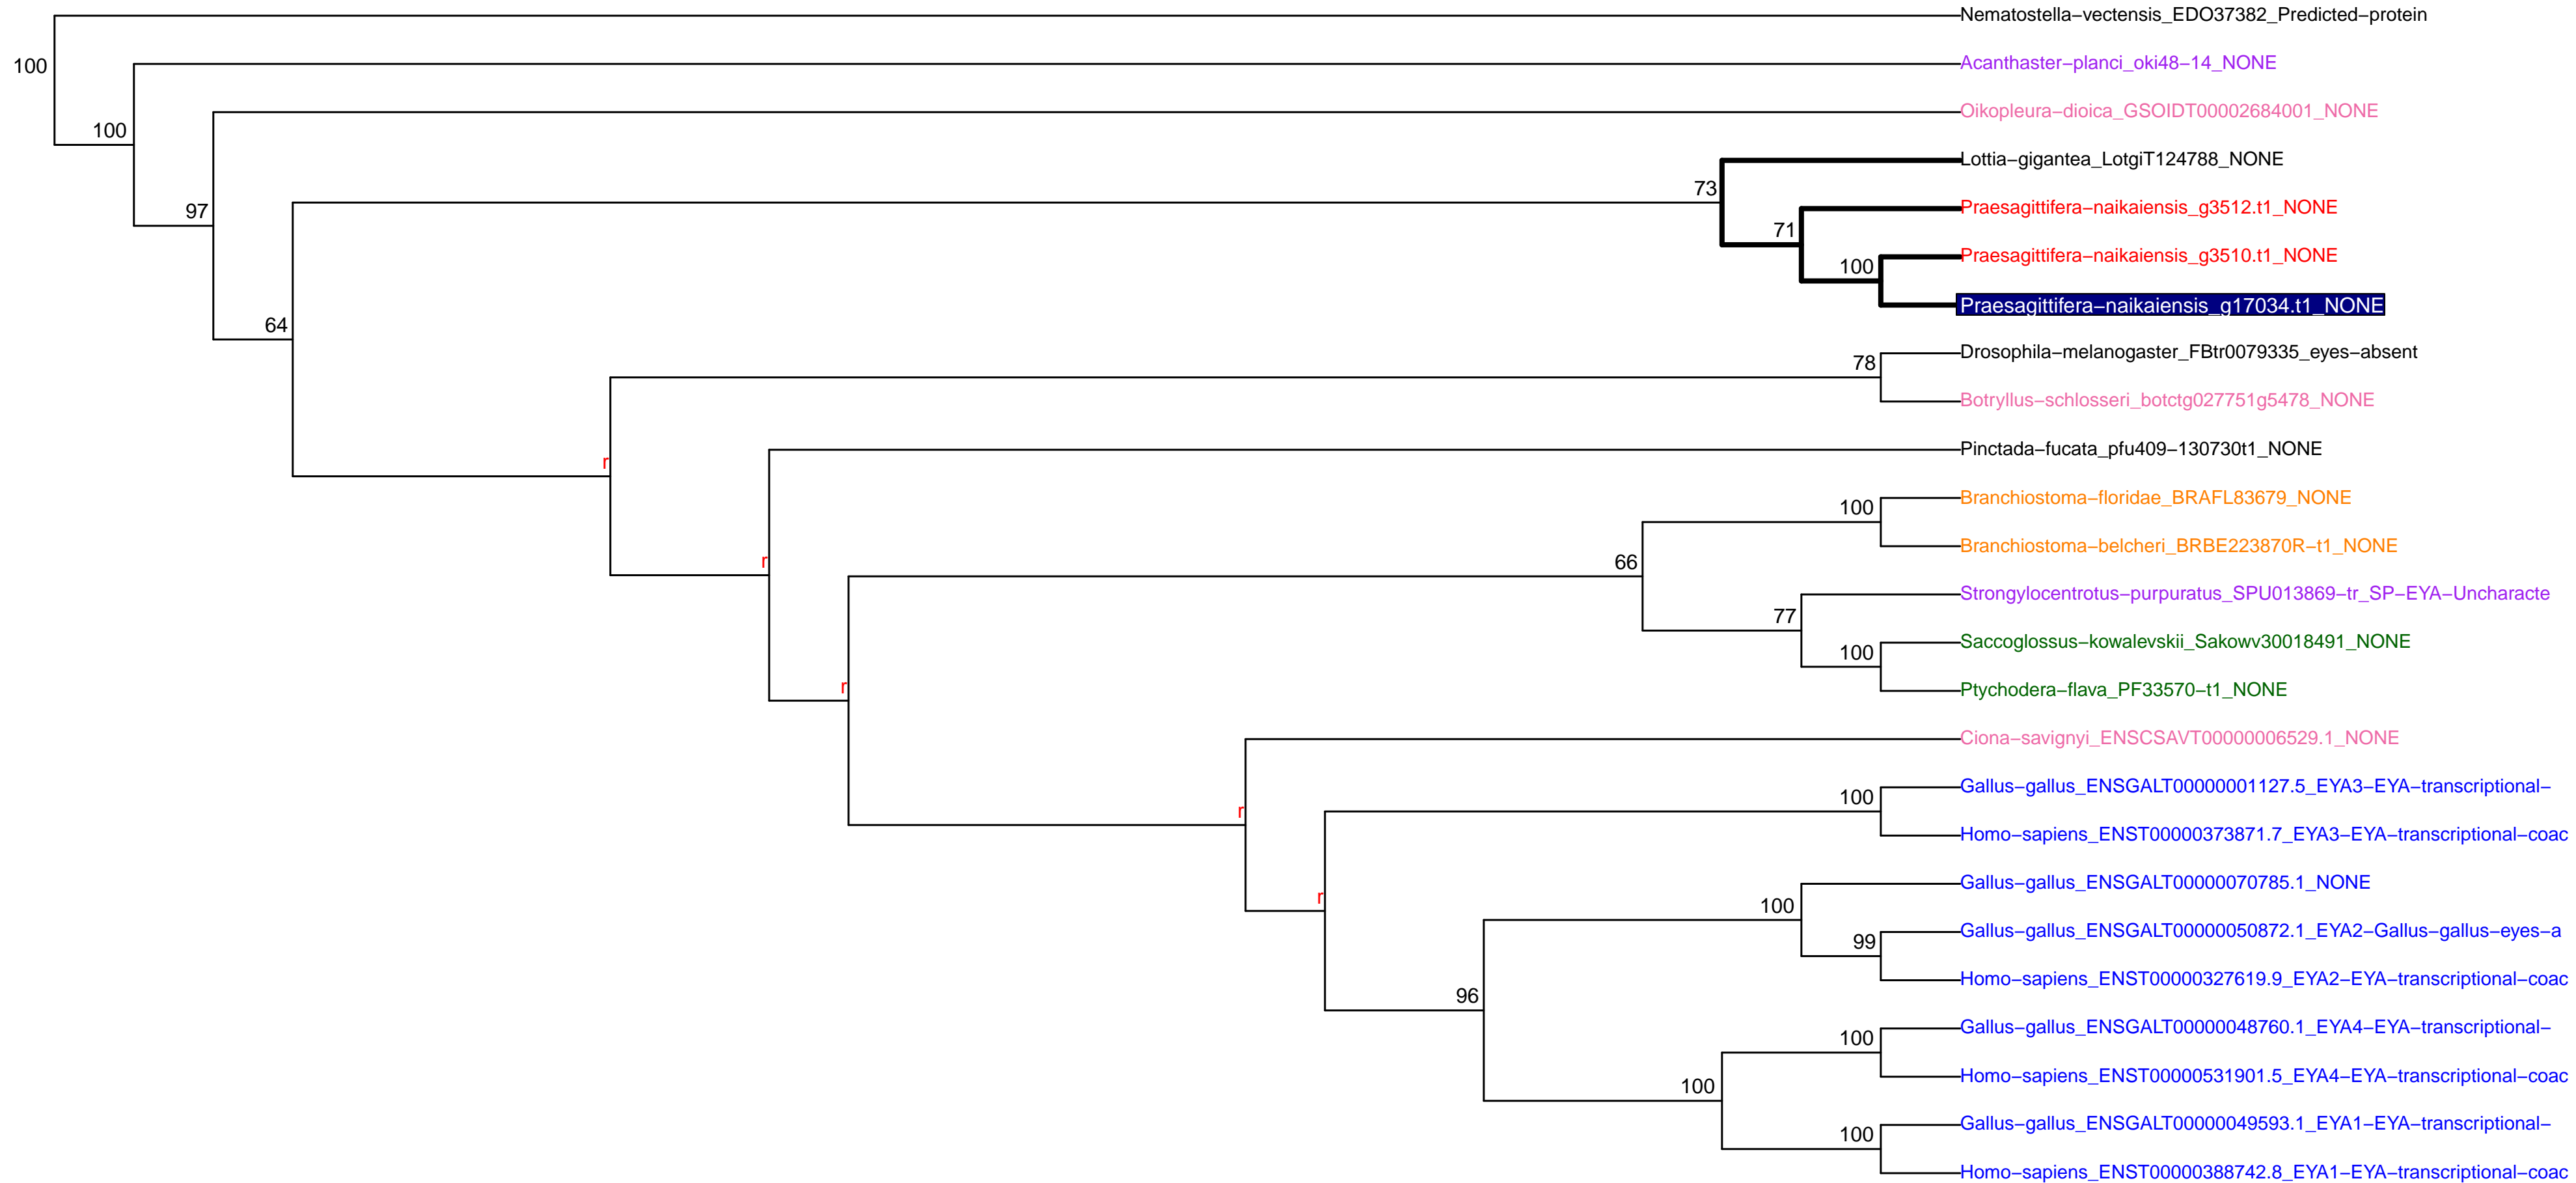 Nematostella−vectensis_EDO37382_Predicted−protein
100
Acanthaster−planci_oki48−14_NONE
100
Oikopleura−dioica_GSOIDT00002684001_NONE
97
Lottia−gigantea_LotgiT124788_NONE
73
Praesagittifera−naikaiensis_g3512.t1_NONE
71
Praesagittifera−naikaiensis_g3510.t1_NONE
100
Praesagittifera−naikaiensis_g17034.t1_NONE
64
Drosophila−melanogaster_FBtr0079335_eyes−absent
78
Botryllus−schlosseri_botctg027751g5478_NONE
r
Pinctada−fucata_pfu409−130730t1_NONE
Branchiostoma−floridae_BRAFL83679_NONE
100
Branchiostoma−belcheri_BRBE223870R−t1_NONE
r
66
Strongylocentrotus−purpuratus_SPU013869−tr_SP−EYA−Uncharacte
77
Saccoglossus−kowalevskii_Sakowv30018491_NONE
100
Ptychodera−flava_PF33570−t1_NONE
r
Ciona−savignyi_ENSCSAVT00000006529.1_NONE
Gallus−gallus_ENSGALT00000001127.5_EYA3−EYA−transcriptional−
100
r
Homo−sapiens_ENST00000373871.7_EYA3−EYA−transcriptional−coac
Gallus−gallus_ENSGALT00000070785.1_NONE
r
100
Gallus−gallus_ENSGALT00000050872.1_EYA2−Gallus−gallus−eyes−a
99
Homo−sapiens_ENST00000327619.9_EYA2−EYA−transcriptional−coac
96
Gallus−gallus_ENSGALT00000048760.1_EYA4−EYA−transcriptional−
100
Homo−sapiens_ENST00000531901.5_EYA4−EYA−transcriptional−coac
100
Gallus−gallus_ENSGALT00000049593.1_EYA1−EYA−transcriptional−
100
Homo−sapiens_ENST00000388742.8_EYA1−EYA−transcriptional−coac